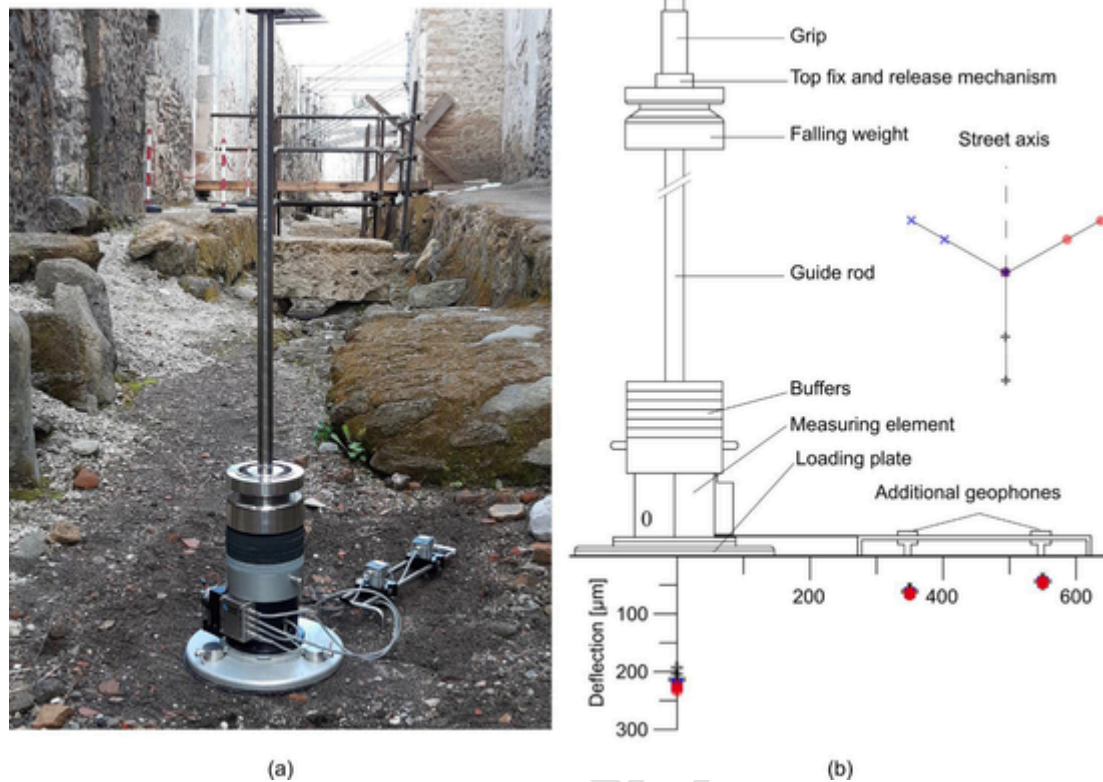 Grip
Top fix and release mechanism
Falling weight
Street axis
Guide rod
Buffers
Measuring element
Loading plate
Additional geophones
0
200
400
600
Deflection [µm]
100
200
300
(a)
(b)